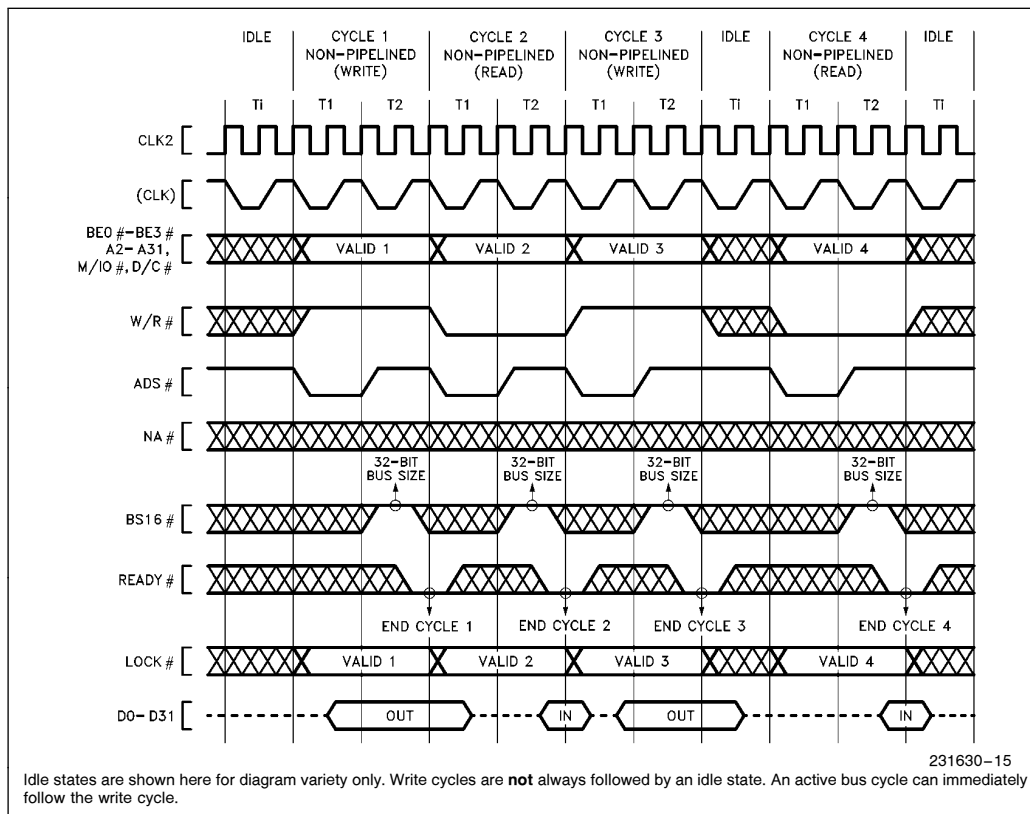 IDLE CYCLE 1 CYCLE 2 CYCLE 3 IDLE CYCLE 4 IDLE
NON-PIPELINED NON-PIPELINED NON-PIPELINED NON-PIPELINED
(WRITE) (READ) (WRITE) (READ)
Ti T1 T2 T1 T2 T1 T2 Ti T1 T2 Ti
CLK2
(CLK)
BE0 #-BE3 #
A2-A31,
M/IO #, D/C #
VALID 1 VALID 2 VALID 3 VALID 4
W/R #
ADS #
NA #
32-BIT 32-BIT 32-BIT 32-BIT
BUS SIZE BUS SIZE BUS SIZE BUS SIZE
BS16 #
READY #
END CYCLE 1 END CYCLE 2 END CYCLE 3 END CYCLE 4
LOCK # VALID 1 VALID 2 VALID 3 VALID 4
D0-D31 OUT IN OUT IN
231630-15
Idle states are shown here for diagram variety only. Write cycles are not always followed by an idle state. An active bus cycle can immediately
follow the write cycle.